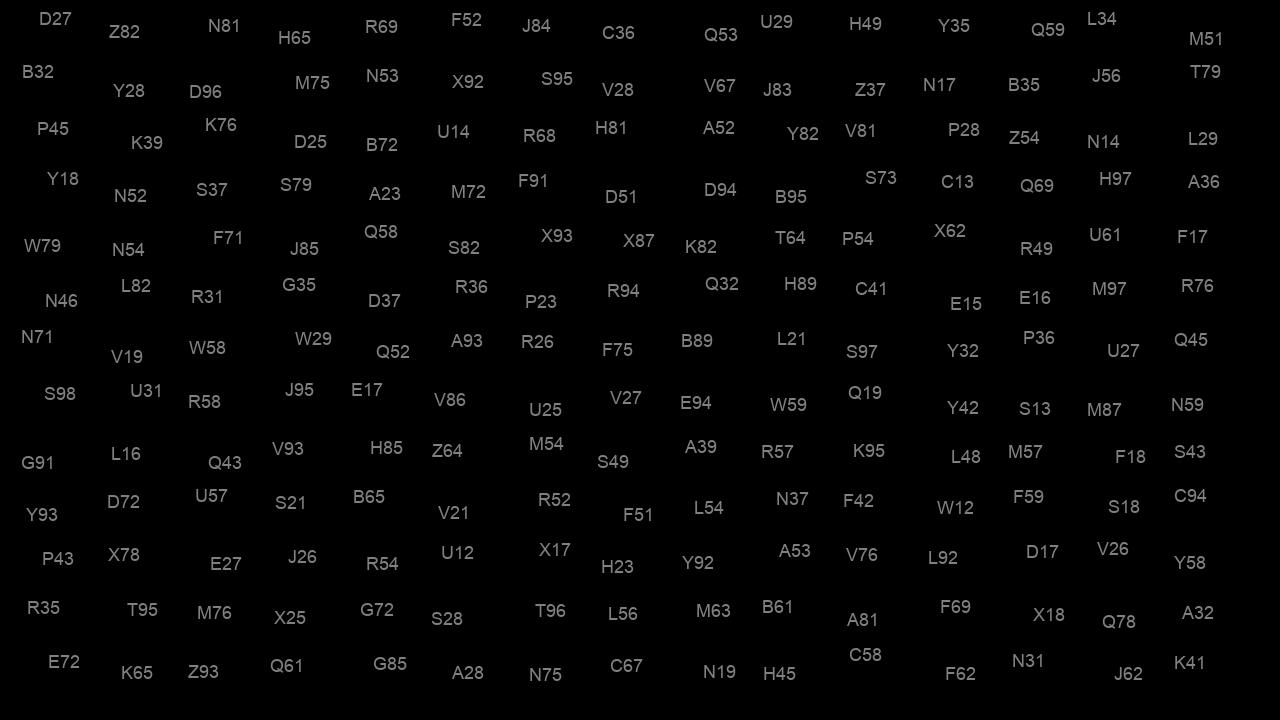 D27 Z82 N81 H65 R69 F52 J84 C36 Q53 U29 H49 Y35 Q59 L34 M51
B32 Y28 D96 M75 N53 X92 S95 V28 V67 J83 Z37 N17 B35 J56 T79
P45 K39 K76 D25 B72 U14 R68 H81 A52 Y82 V81 P28 Z54 N14 L29
Y18 N52 S37 S79 A23 M72 F91 D51 D94 B95 S73 C13 Q69 H97 A36
W79 N54 F71 J85 Q58 S82 X93 X87 K82 T64 P54 X62 R49 U61 F17
N46 L82 R31 G35 D37 R36 P23 R94 Q32 H89 C41 E15 E16 M97 R76
N71 V19 W58 W29 Q52 A93 R26 F75 B89 L21 S97 Y32 P36 U27 Q45
S98 U31 R58 J95 E17 V86 U25 V27 E94 W59 Q19 Y42 S13 M87 N59
G91 L16 Q43 V93 H85 Z64 M54 S49 A39 R57 K95 L48 M57 F18 S43
Y93 D72 U57 S21 B65 V21 R52 F51 L54 N37 F42 W12 F59 S18 C94
P43 X78 E27 J26 R54 U12 X17 H23 Y92 A53 V76 L92 D17 V26 Y58
R35 T95 M76 X25 G72 S28 T96 L56 M63 B61 A81 F69 X18 Q78 A32
E72 K65 Z93 Q61 G85 A28 N75 C67 N19 H45 C58 F62 N31 J62 K41